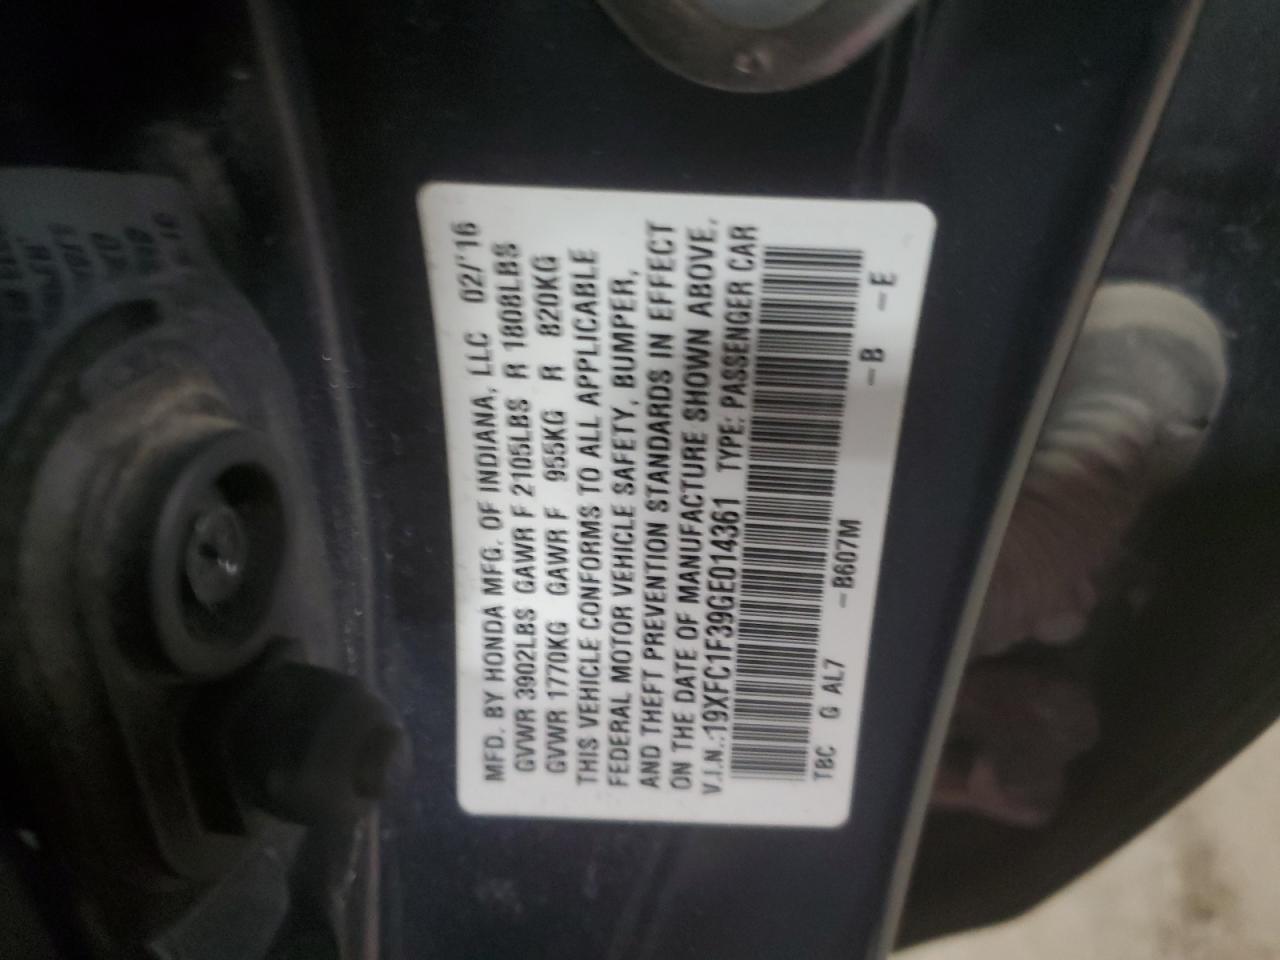 MFD. BY HONDA MFG. OF INDIANA, LLC 02/'16
GVWR 3902LBS GAWR F 2105LBS R 1808LBS
GVWR 1770KG GAWR F 955KG R 820KG
THIS VEHICLE CONFORMS TO ALL APPLICABLE
FEDERAL MOTOR VEHICLE SAFETY, BUMPER,
AND THEFT PREVENTION STANDARDS IN EFFECT
ON THE DATE OF MANUFACTURE SHOWN ABOVE.
V.I.N.:19XFC1F39GE014361 TYPE: PASSENGER CAR
TBC G AL7 -B607M -B -E